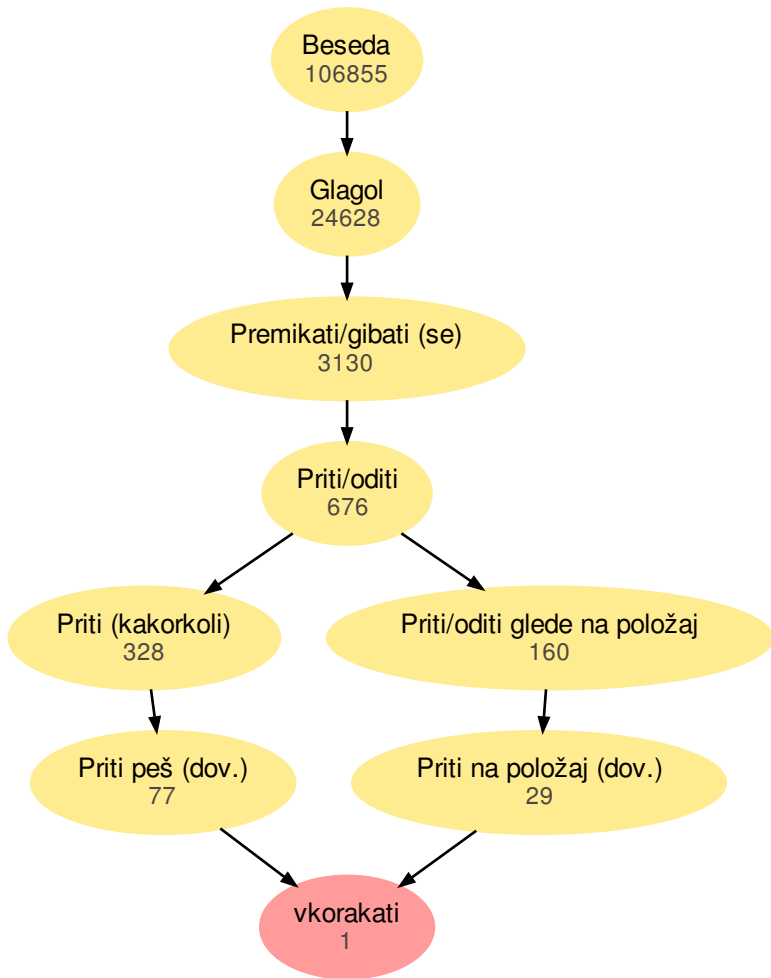 Beseda
106855
Glagol
24628
Premikati/gibati (se)
3130
Priti/oditi
676
Priti (kakorkoli)
328
Priti/oditi glede na položaj
160
Priti peš (dov.)
77
Priti na položaj (dov.)
29
vkorakati
1